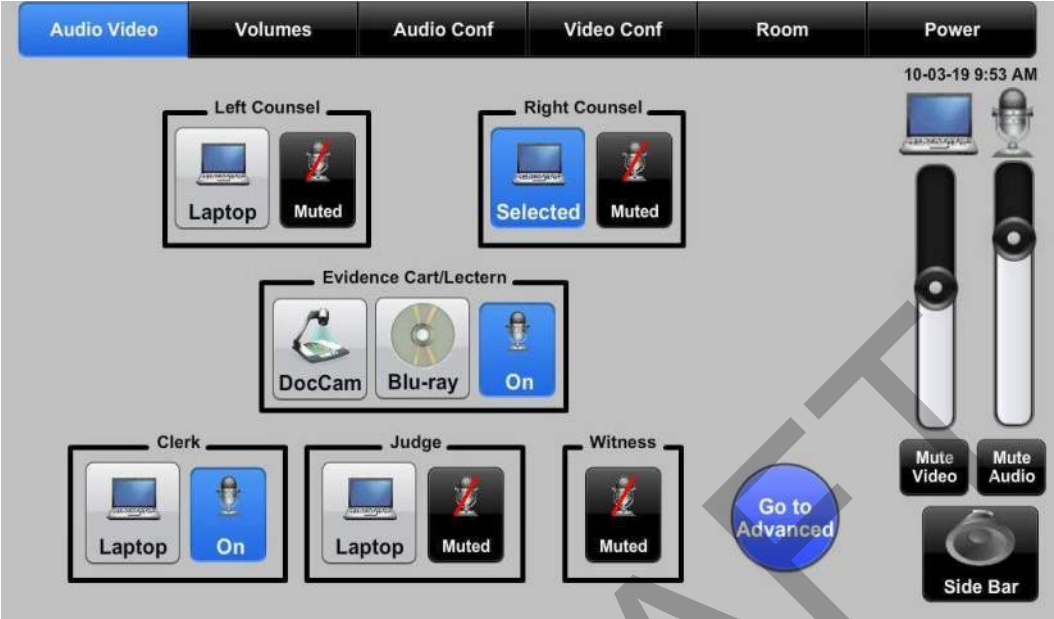 Audio Video
Volumes
Audio Conf
Video Conf
Room
Power
10-03-19 9:53 AM
Left Counsel
Right Counsel
Laptop
Muted
Selected
Muted
Evidence Cart/Lectern
DocCam
Blu-ray
On
Clerk
Judge
Witness
Laptop
On
Laptop
Muted
Muted
Go to
Advanced
Mute
Video
Mute
Audio
Side Bar